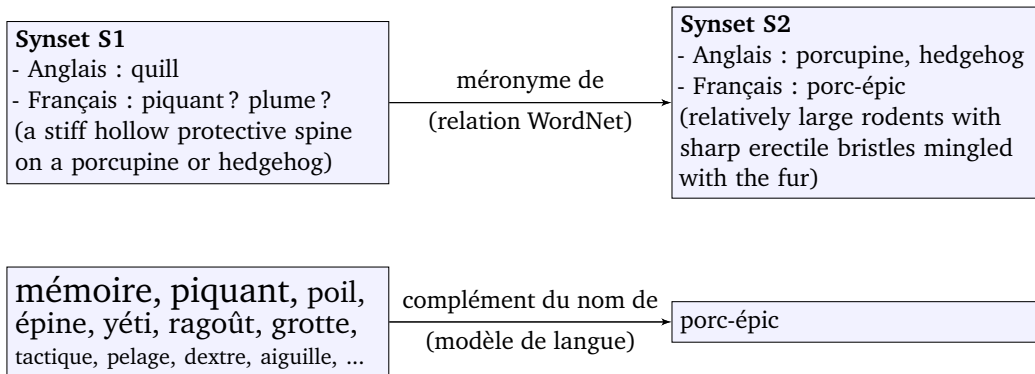 Synset S1
- Anglais : quill
- Français : piquant ? plume ?
(a stiff hollow protective spine
on a porcupine or hedgehog)
méronyme de
(relation WordNet)
Synset S2
- Anglais : porcupine, hedgehog
- Français : porc-épic
(relatively large rodents with
sharp erectile bristles mingled
with the fur)
mémoire, piquant, poil,
épine, yéti, ragoût, grotte,
tactique, pelage, dextre, aiguille, ...
complément du nom de
(modèle de langue)
porc-épic